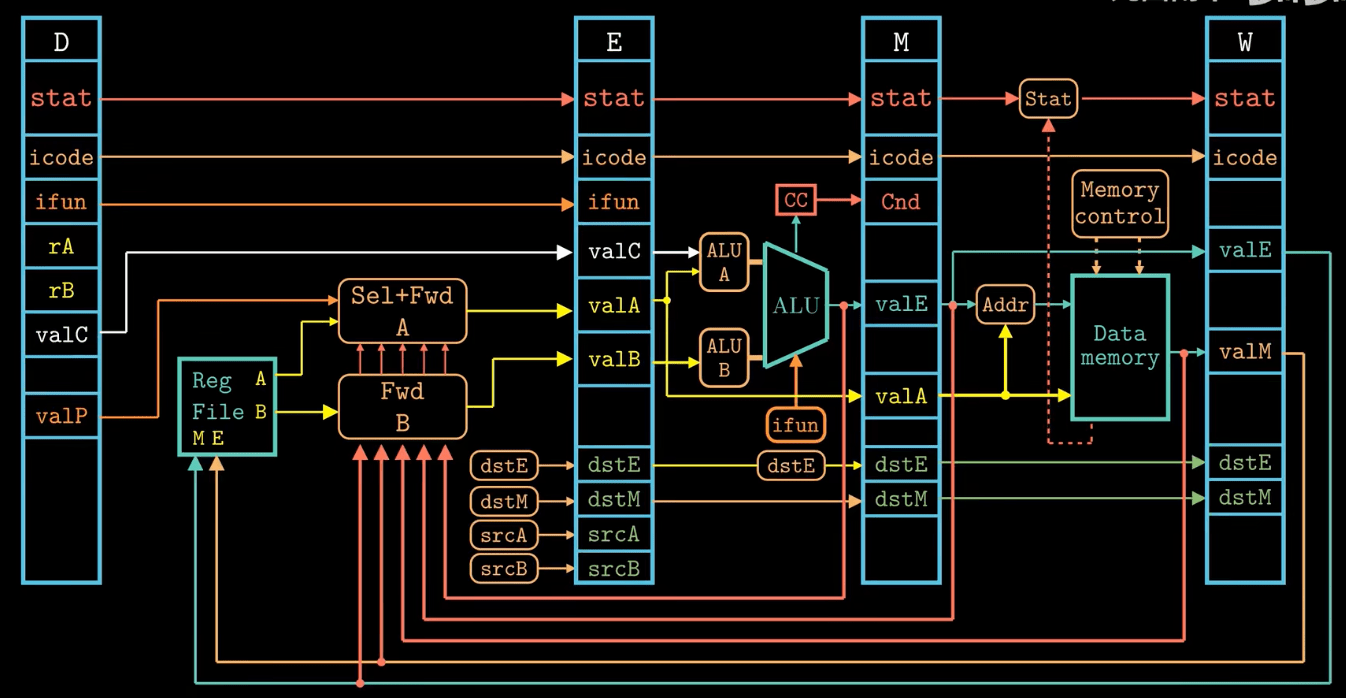 D
stat
icode
ifun
rA
rB
valC
valP
Reg
File
A
B
M E
Sel+Fwd
A
Fwd
B
dstE
dstM
srcA
srcB
E
stat
icode
ifun
valC
valA
valB
dstE
dstM
srcA
srcB
ALU
A
ALU
B
CC
ALU
ifun
dstE
M
stat
icode
Cnd
valE
valA
dstE
dstM
Stat
Memory
control
Addr
Data
memory
W
stat
icode
valE
valM
dstE
dstM